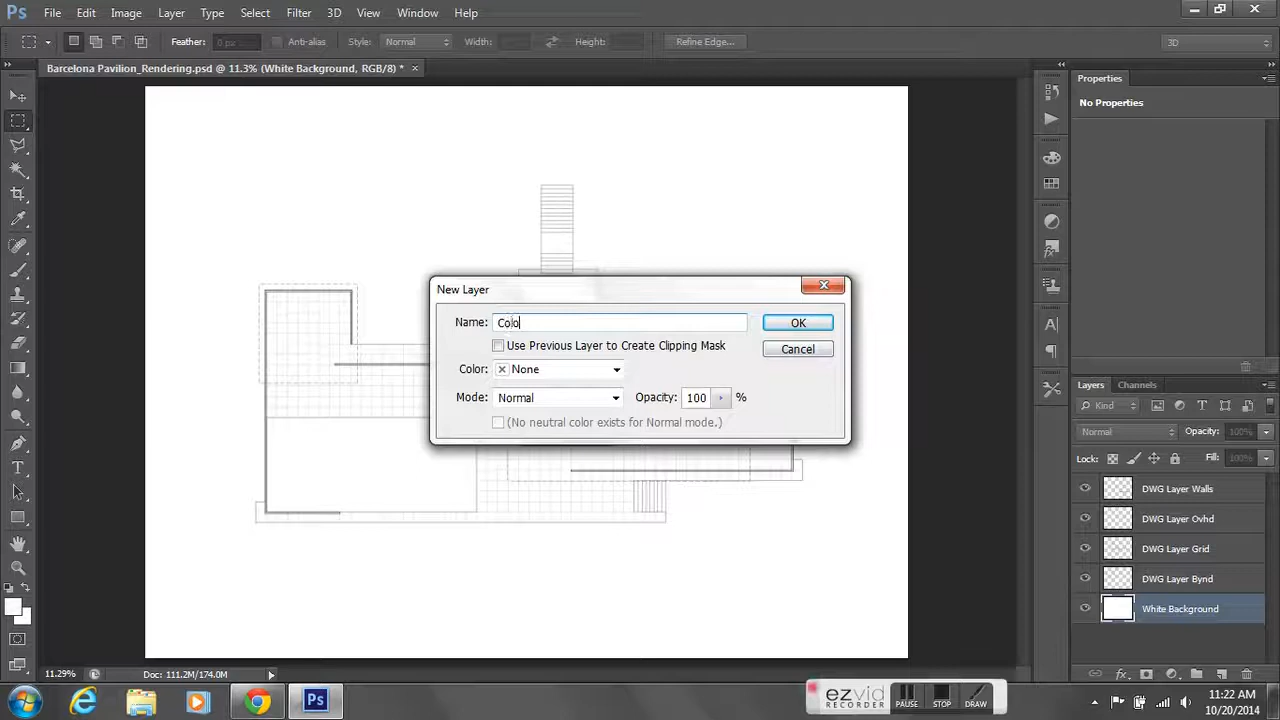 Ps File Edit Image Layer Type Select Filter 3D View Window Help
Feather: 0 px Anti-alias Style: Normal Width: Height: Refine Edge... 3D
Barcelona Pavilion_Rendering.psd @ 11.3% (White Background, RGB/8) * ×
Properties
No Properties
New Layer
Name: Colo OK
Use Previous Layer to Create Clipping Mask
Cancel
Color: None
Mode: Normal Opacity: 100 %
(No neutral color exists for Normal mode.)
Layers Channels
Kind
Normal Opacity: 100%
Lock: Fill: 100%
DWG Layer Walls
DWG Layer Ovhd
DWG Layer Grid
DWG Layer Bynd
White Background
11.29% Doc: 111.2M/174.0M
Ps
ezvid
RECORDER
PAUSE STOP DRAW
11:22 AM
10/20/2014